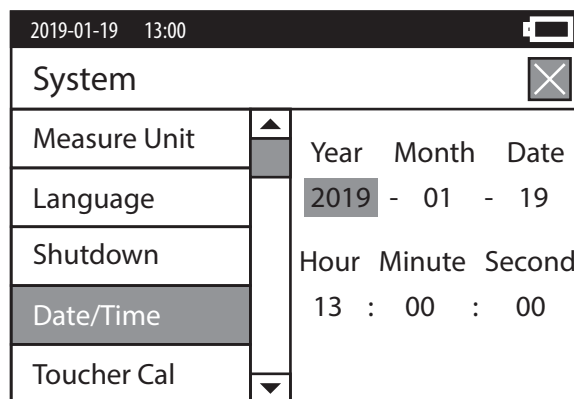 2019-01-19 13:00
System
Measure Unit
Language
Shutdown
Date/Time
Toucher Cal
Year Month Date
2019 - 01 - 19
Hour Minute Second
13 : 00 : 00